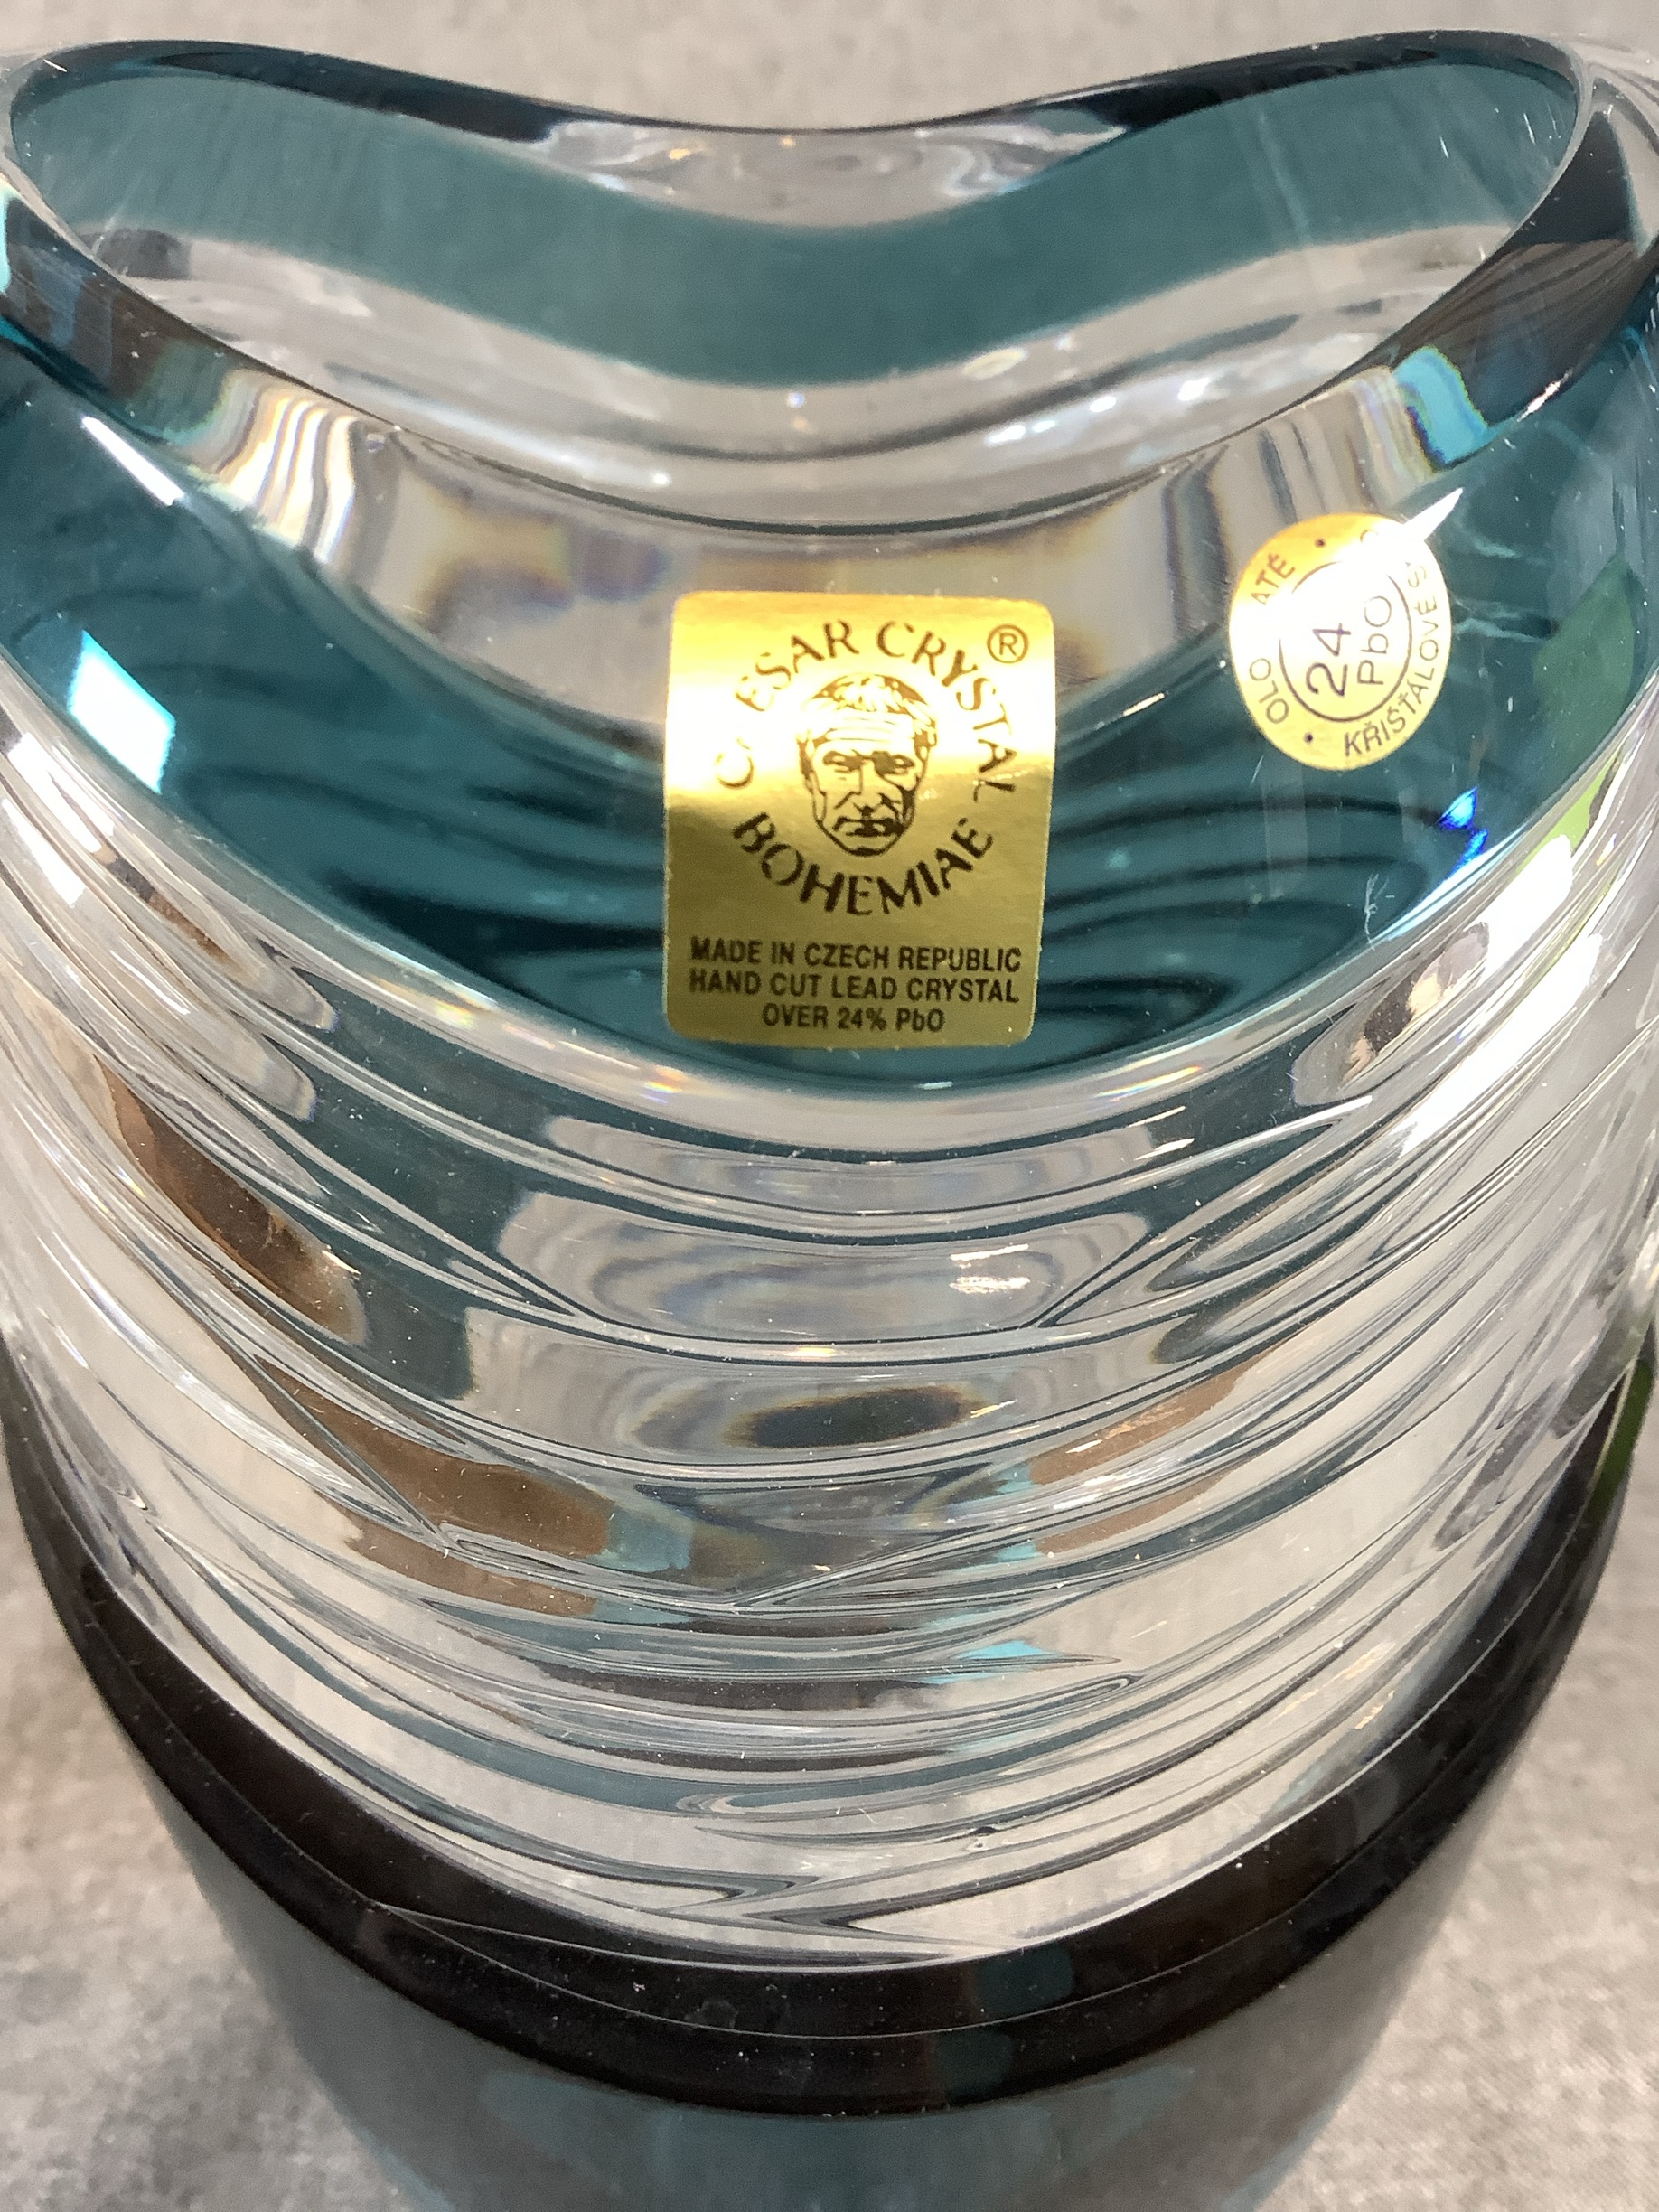 CAESAR CRYSTAL ®
BOHEMIAE
MADE IN CZECH REPUBLIC
HAND CUT LEAD CRYSTAL
OVER 24% PbO
24
PbO
KŘIŠŤÁLOVÉ